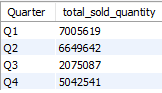 Quarter total_sold_quantity
Q1 7005619
Q2 6649642
Q3 2075087
Q4 5042541